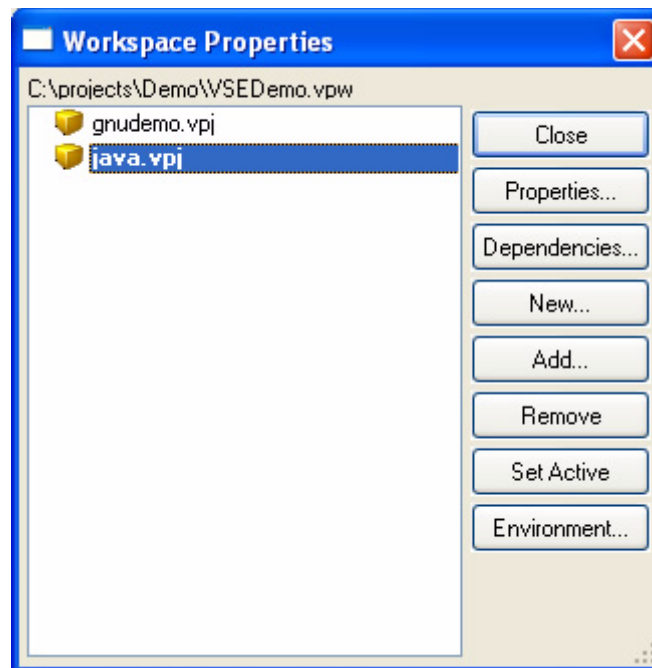 Workspace Properties
C:\projects\Demo\VSEDemo.vpw
gnudemo.vpj
java.vpj
Close
Properties...
Dependencies...
New...
Add...
Remove
Set Active
Environment...